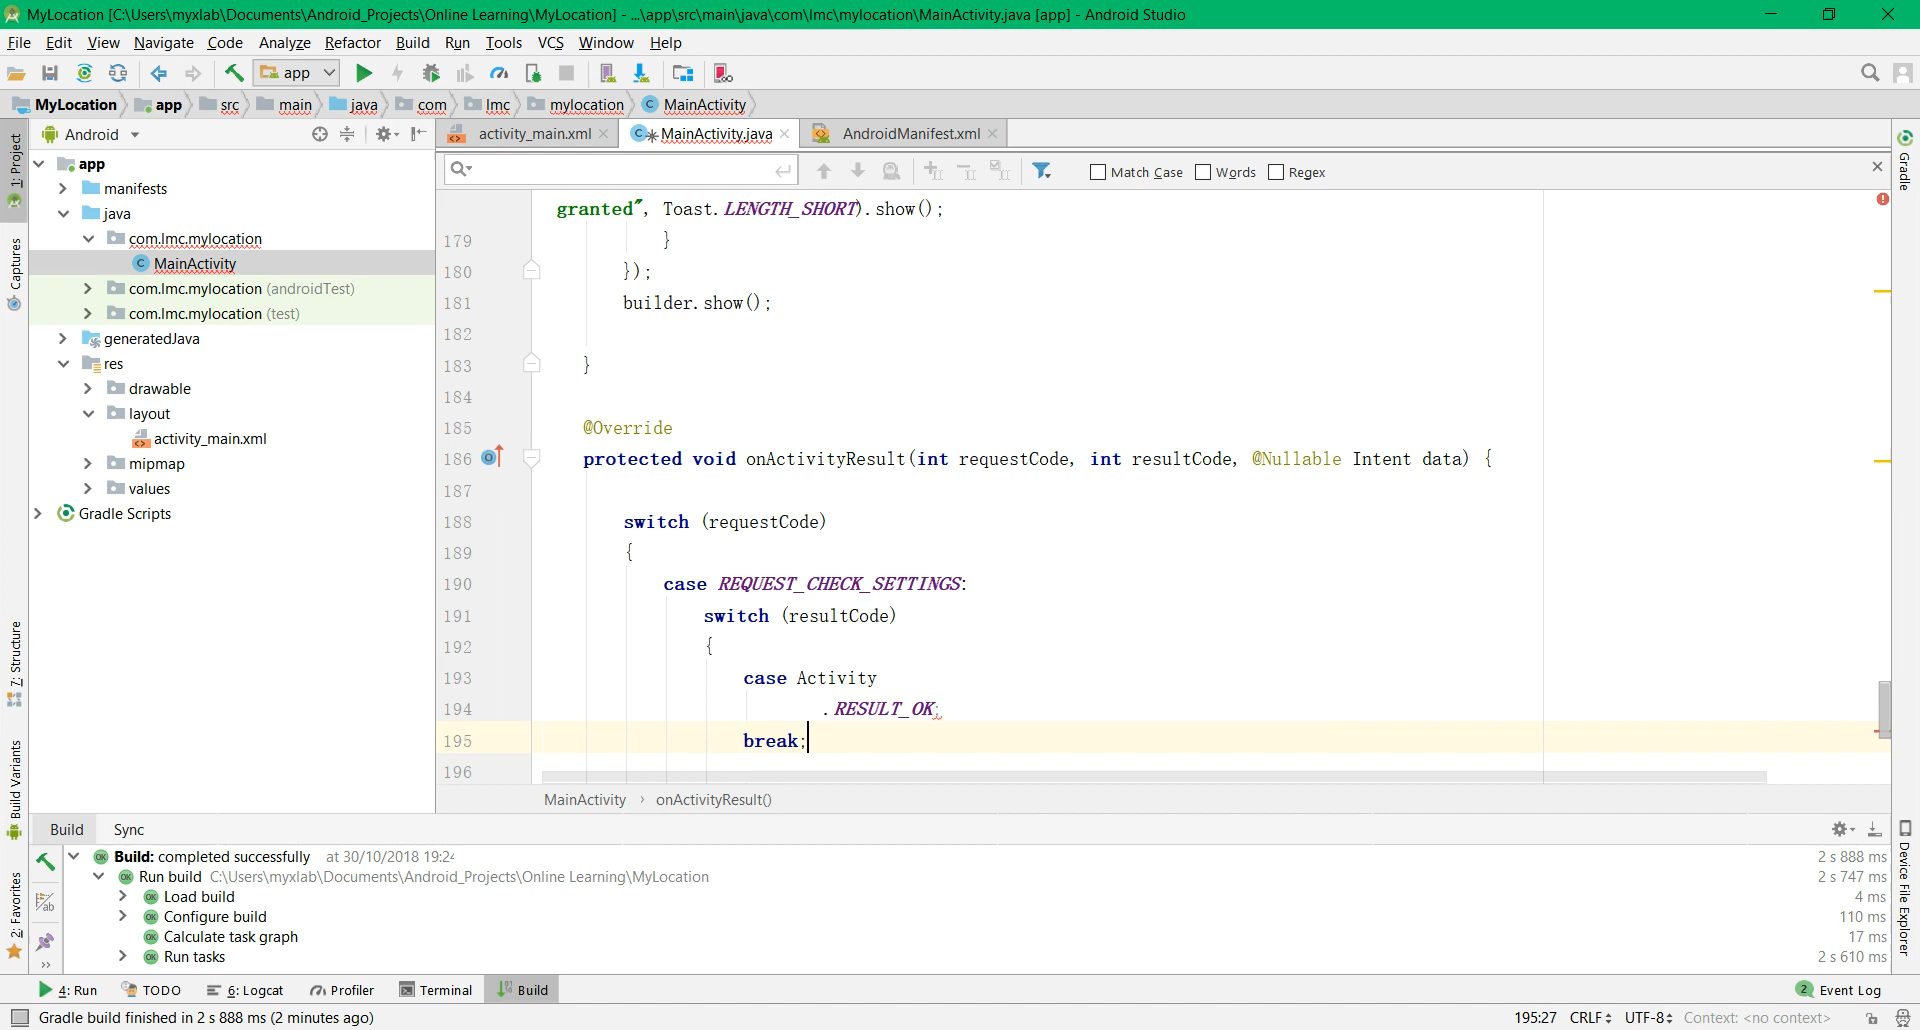 MyLocation [C:\Users\myxlab\Documents\Android_Projects\Online Learning\MyLocation] - ...\app\src\main\java\com\lmc\mylocation\MainActivity.java [app] - Android Studio
File Edit View Navigate Code Analyze Refactor Build Run Tools VCS Window Help
app
MyLocation app src main java com lmc mylocation MainActivity
Android
activity_main.xml MainActivity.java AndroidManifest.xml
Match Case Words Regex
1: Project
Captures
7: Structure
Build Variants
2: Favorites
app
manifests
java
com.lmc.mylocation
MainActivity
com.lmc.mylocation (androidTest)
com.lmc.mylocation (test)
generatedJava
res
drawable
layout
activity_main.xml
mipmap
values
Gradle Scripts
granted", Toast.LENGTH_SHORT).show();
179 }
180 });
181 builder.show();
182
183 }
184
185 @Override
186 protected void onActivityResult(int requestCode, int resultCode, @Nullable Intent data) {
187
188 switch (requestCode)
189 {
190 case REQUEST_CHECK_SETTINGS:
191 switch (resultCode)
192 {
193 case Activity
194 .RESULT_OK;
195 break;
196
MainActivity › onActivityResult()
Gradle
Device File Explorer
Build Sync
Build: completed successfully at 30/10/2018 19:24 2 s 888 ms
Run build C:\Users\myxlab\Documents\Android_Projects\Online Learning\MyLocation 2 s 747 ms
Load build 4 ms
Configure build 110 ms
Calculate task graph 17 ms
Run tasks 2 s 610 ms
4: Run TODO 6: Logcat Profiler Terminal Build 2 Event Log
Gradle build finished in 2 s 888 ms (2 minutes ago) 195:27 CRLF UTF-8 Context: <no context>